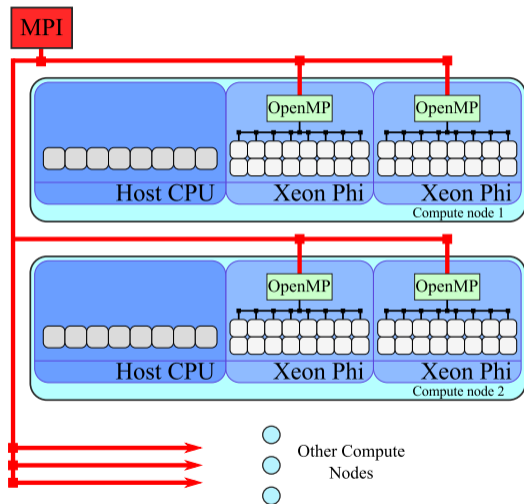 MPI
OpenMP
OpenMP
Host CPU
Xeon Phi
Xeon Phi
Compute node 1
OpenMP
OpenMP
Host CPU
Xeon Phi
Xeon Phi
Compute node 2
Other Compute
Nodes